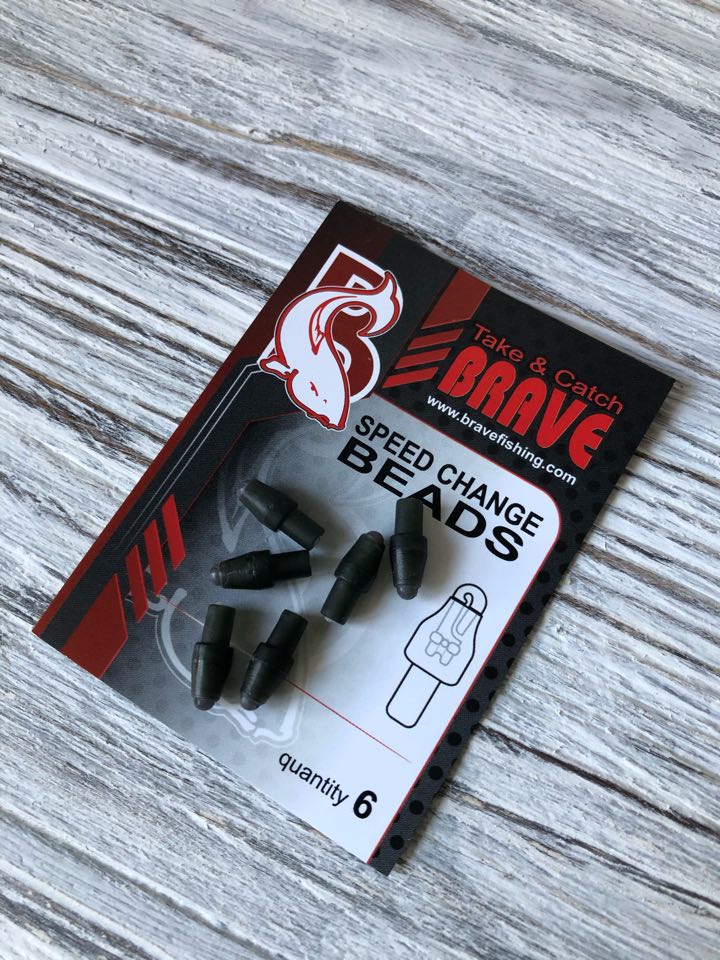 B
Take & Catch
BRAVE
www.bravefishing.com
SPEED CHANGE
BEADS
quantity 6